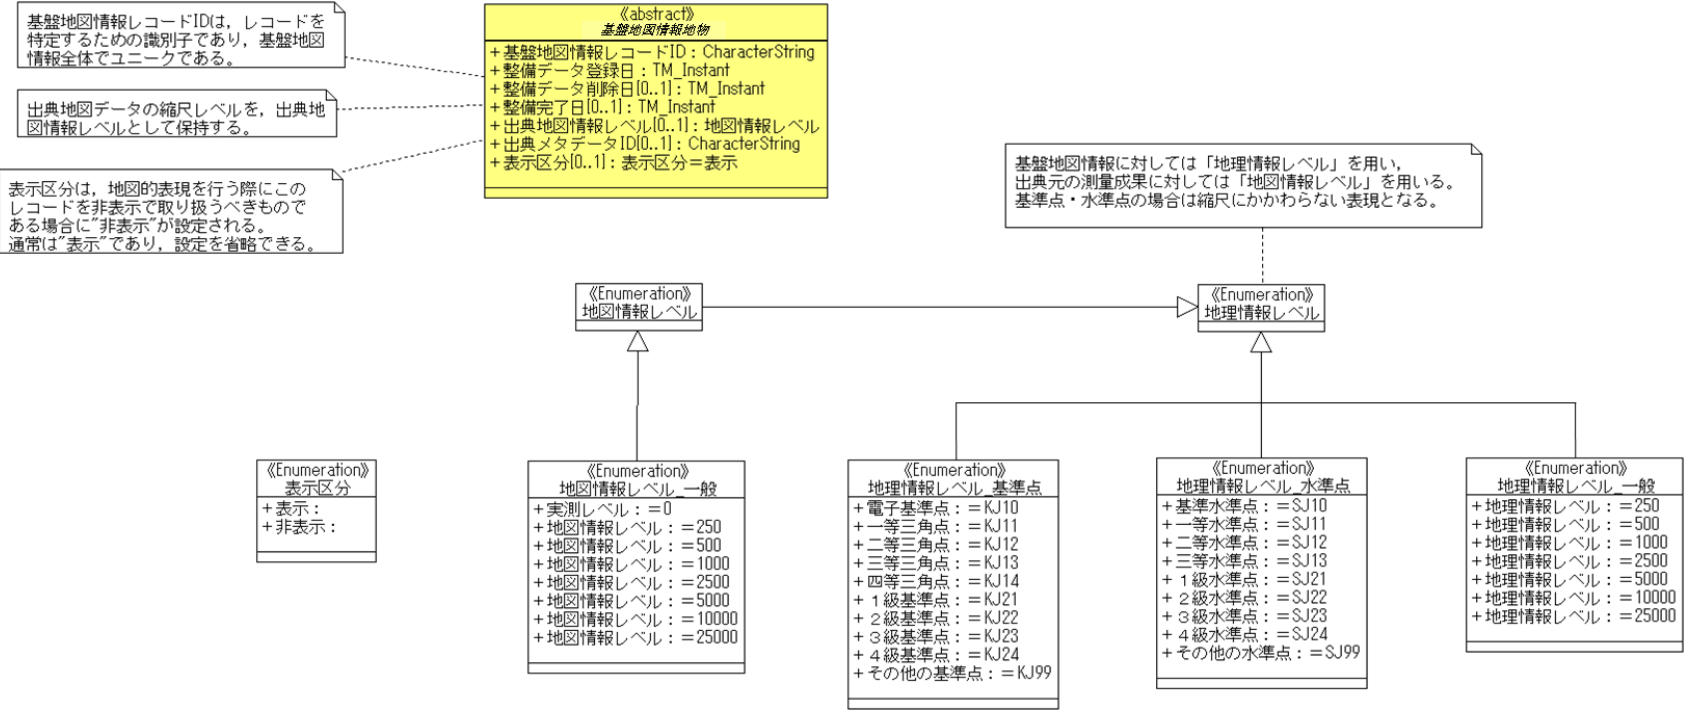 基盤地図情報レコードIDは，レコードを
特定するための識別子であり，基盤地図
情報全体でユニークである。
出典地図データの縮尺レベルを，出典地
図情報レベルとして保持する。
表示区分は，地図的表現を行う際にこの
レコードを非表示で取り扱うべきもので
ある場合に"非表示"が設定される。
通常は"表示"であり，設定を省略できる。
《abstract》
基盤地図情報地物
+基盤地図情報レコードID：CharacterString
+整備データ登録日：TM_Instant
+整備データ削除日[0..1]：TM_Instant
+整備完了日[0..1]：TM_Instant
+出典地図情報レベル[0..1]：地図情報レベル
+出典メタデータID[0..1]：CharacterString
+表示区分[0..1]：表示区分＝表示
基盤地図情報に対しては「地理情報レベル」を用い，
出典元の測量成果に対しては「地図情報レベル」を用いる。
基準点・水準点の場合は縮尺にかかわらない表現となる。
《Enumeration》
地図情報レベル
《Enumeration》
地理情報レベル
《Enumeration》
表示区分
+表示：
+非表示：
《Enumeration》
地図情報レベル_一般
+実測レベル：＝0
+地図情報レベル：＝250
+地図情報レベル：＝500
+地図情報レベル：＝1000
+地図情報レベル：＝2500
+地図情報レベル：＝5000
+地図情報レベル：＝10000
+地図情報レベル：＝25000
《Enumeration》
地理情報レベル_基準点
+電子基準点：＝KJ10
+一等三角点：＝KJ11
+二等三角点：＝KJ12
+三等三角点：＝KJ13
+四等三角点：＝KJ14
+１級基準点：＝KJ21
+２級基準点：＝KJ22
+３級基準点：＝KJ23
+４級基準点：＝KJ24
+その他の基準点：＝KJ99
《Enumeration》
地理情報レベル_水準点
+基準水準点：＝SJ10
+一等水準点：＝SJ11
+二等水準点：＝SJ12
+三等水準点：＝SJ13
+１級水準点：＝SJ21
+２級水準点：＝SJ22
+３級水準点：＝SJ23
+４級水準点：＝SJ24
+その他の水準点：＝SJ99
《Enumeration》
地理情報レベル_一般
+地理情報レベル：＝250
+地理情報レベル：＝500
+地理情報レベル：＝1000
+地理情報レベル：＝2500
+地理情報レベル：＝5000
+地理情報レベル：＝10000
+地理情報レベル：＝25000